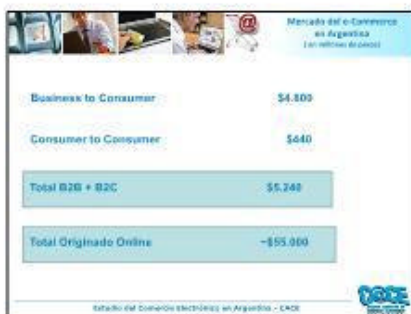 Mercado del e-Commerce
en Argentina
(en millones de pesos)
Business to Consumer $4.800
Consumer to Consumer $440
Total B2B + B2C $5.240
Total Originado Online ~$55.000
Estudio del Comercio Electrónico en Argentina - CACE
CACE